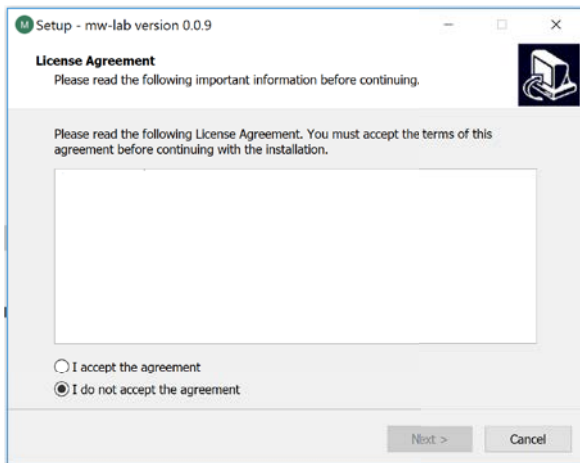 M Setup - mw-lab version 0.0.9
License Agreement
Please read the following important information before continuing.
Please read the following License Agreement. You must accept the terms of this
agreement before continuing with the installation.
I accept the agreement
I do not accept the agreement
Next >
Cancel